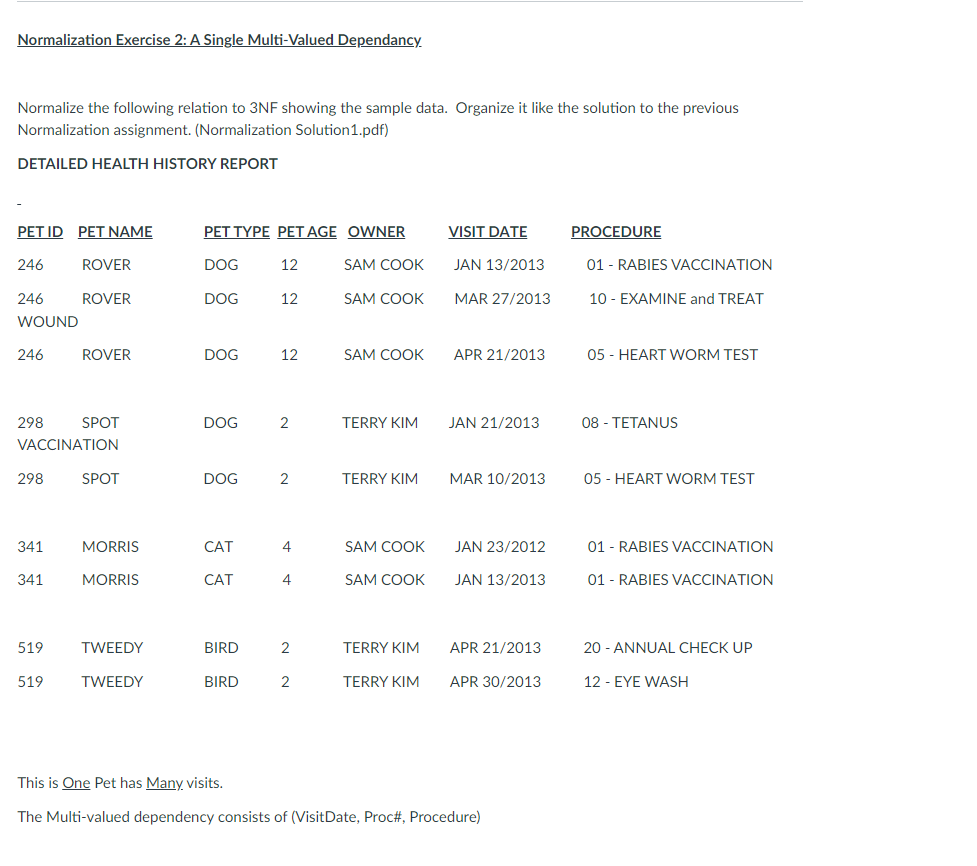 Normalization Exercise 2: A Single Multi-Valued Dependancy
Normalize the following relation to 3NF showing the sample data. Organize it like the solution to the previous
Normalization assignment. (Normalization Solution1.pdf)
DETAILED HEALTH HISTORY REPORT
PET ID PET NAME PET TYPE PET AGE OWNER VISIT DATE PROCEDURE
246 ROVER DOG 12 SAM COOK JAN 13/2013 01 - RABIES VACCINATION
246 ROVER DOG 12 SAM COOK MAR 27/2013 10 - EXAMINE and TREAT
WOUND
246 ROVER DOG 12 SAM COOK APR 21/2013 05 - HEART WORM TEST
298 SPOT DOG 2 TERRY KIM JAN 21/2013 08 - TETANUS
VACCINATION
298 SPOT DOG 2 TERRY KIM MAR 10/2013 05 - HEART WORM TEST
341 MORRIS CAT 4 SAM COOK JAN 23/2012 01 - RABIES VACCINATION
341 MORRIS CAT 4 SAM COOK JAN 13/2013 01 - RABIES VACCINATION
519 TWEEDY BIRD 2 TERRY KIM APR 21/2013 20 - ANNUAL CHECK UP
519 TWEEDY BIRD 2 TERRY KIM APR 30/2013 12 - EYE WASH
This is One Pet has Many visits.
The Multi-valued dependency consists of (VisitDate, Proc#, Procedure)